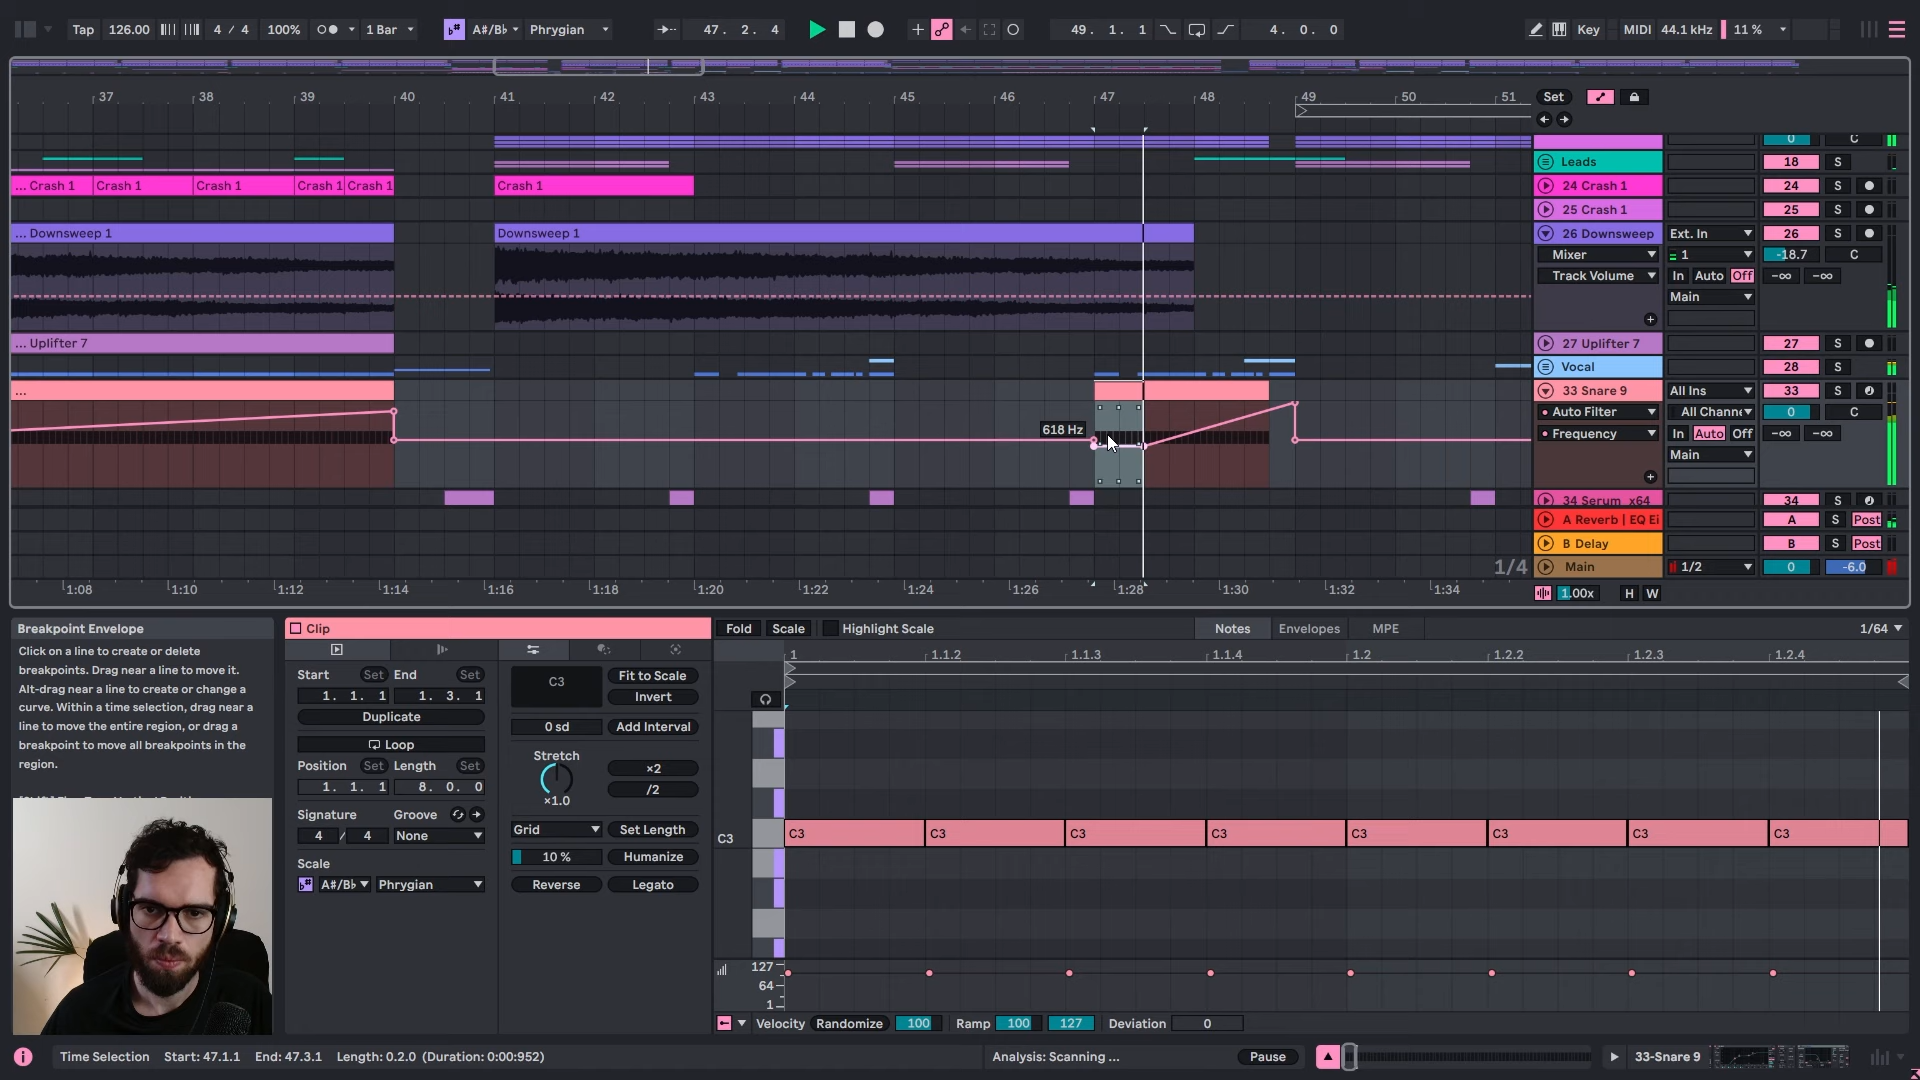 Tap 126.00 4 / 4 100% 1 Bar A#/B♭ Phrygian 47. 2. 4 49. 1. 1 4. 0. 0 Key MIDI 44.1 kHz 11 %
37 38 39 40 41 42 43 44 45 46 47 48 49 50 51 Set
0 C
Leads 18 S
... Crash 1 Crash 1 Crash 1 Crash 1 Crash 1 Crash 1 24 Crash 1 24 S
25 Crash 1 25 S
... Downsweep 1 Downsweep 1 26 Downsweep Ext. In 26 S
Mixer 1 -18.7 C
Track Volume In Auto Off -∞ -∞
Main
... Uplifter 7 27 Uplifter 7 27 S
Vocal 28 S
... 33 Snare 9 All Ins 33 S
Auto Filter All Channe 0 C
618 Hz Frequency In Auto Off -∞ -∞
Main
34 Serum_x64 34 S
A Reverb | EQ Ei A S Post
B Delay B S Post
1/4 Main 1/2 0 -6.0
1:08 1:10 1:12 1:14 1:16 1:18 1:20 1:22 1:24 1:26 1:28 1:30 1:32 1:34 1.00x H W
Breakpoint Envelope
Click on a line to create or delete
breakpoints. Drag near a line to move it.
Alt-drag near a line to create or change a
curve. Within a time selection, drag near a
line to move the entire region, or drag a
breakpoint to move all breakpoints in the
region.
Clip
Start Set End Set
1. 1. 1 1. 3. 1
Duplicate
Loop
Position Set Length Set
1. 1. 1 8. 0. 0
Signature Groove
4 / 4 None
Scale
A#/B♭ Phrygian
C3 Fit to Scale
Invert
0 sd Add Interval
Stretch
×2
/2
×1.0
Grid Set Length
10 % Humanize
Reverse Legato
Fold Scale Highlight Scale Notes Envelopes MPE 1/64
1 1.1.2 1.1.3 1.1.4 1.2 1.2.2 1.2.3 1.2.4
C3 C3 C3 C3 C3 C3 C3 C3 C3
127
64
1
Velocity Randomize 100 Ramp 100 127 Deviation 0
Time Selection Start: 47.1.1 End: 47.3.1 Length: 0.2.0 (Duration: 0:00:952) Analysis: Scanning ... Pause 33-Snare 9